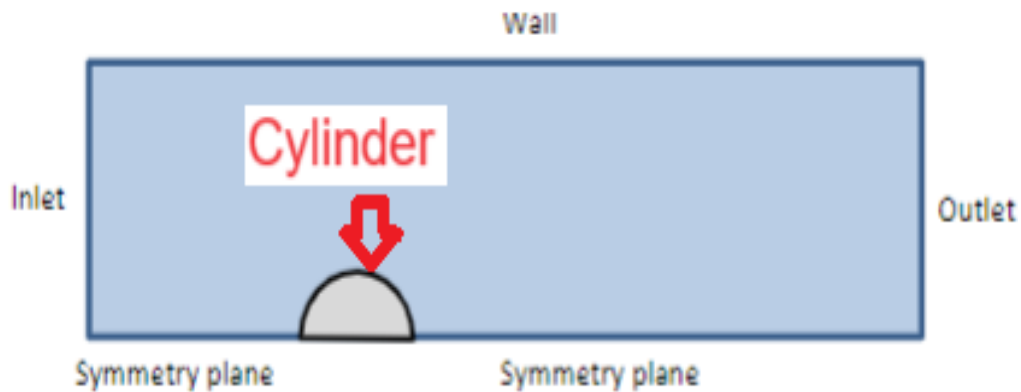 Wall
Cylinder
Inlet
Outlet
Symmetry plane
Symmetry plane